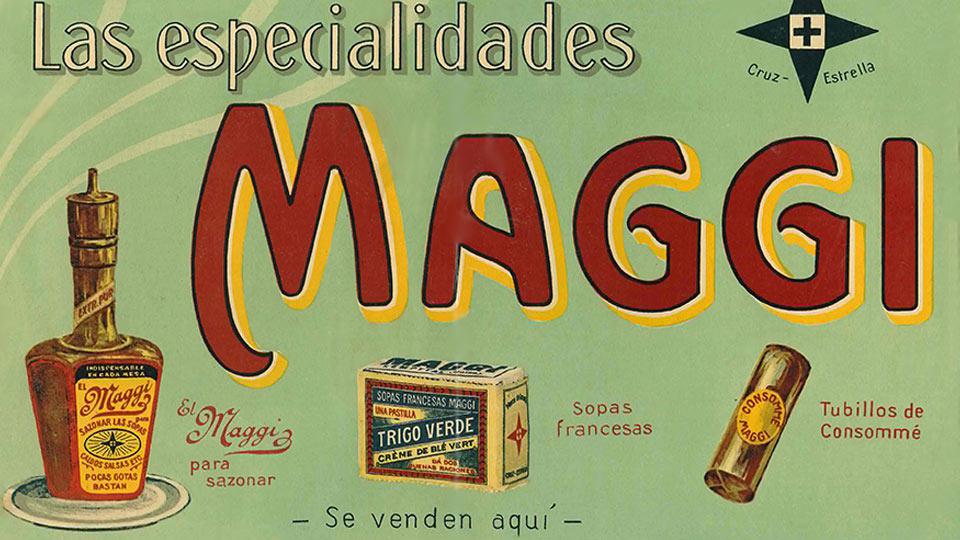 Las especialidades
Cruz- Estrella
MAGGI
EXTR. PUR
INDISPENSABLE
EN CADA MESA
EL
Maggi
para
SAZONAR LAS SOPAS
CALDOS SALSAS ETC.
POCAS GOTAS
BASTAN
El
Maggi
para
sazonar
MAGGI
SOPAS FRANCESAS MAGGI
UNA PASTILLA
TRIGO VERDE
CRÈME DE BLÉ VERT
DA DOS
BUENAS RACIONES
Sopas
francesas
CONSOMMÉ
MAGGI
Tubillos de
Consommé
— Se venden aquí —